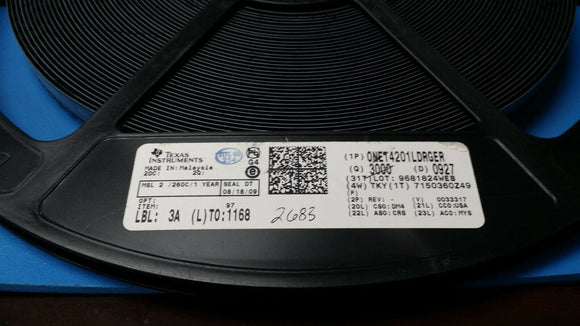 TEXAS
INSTRUMENTS
MADE IN: Malaysia
2DC: 2Q:
G4
MSL 2 /260C/1 YEAR SEAL DT
08/18/09
OPT:
ITEM: 97
LBL: 3A (L)TO:1168
2683
(1P) ONET4201LDRGER
(Q) 3000 (D) 0927
(31T)LOT: 9681824WEB
(4W) TKY(1T) 7150360Z49
(P)
(2P) REV: - (V) 0033317
(20L) CSO:DM4 (21L) CCO:USA
(22L) ASO:CRS (23L) ACO:MYS